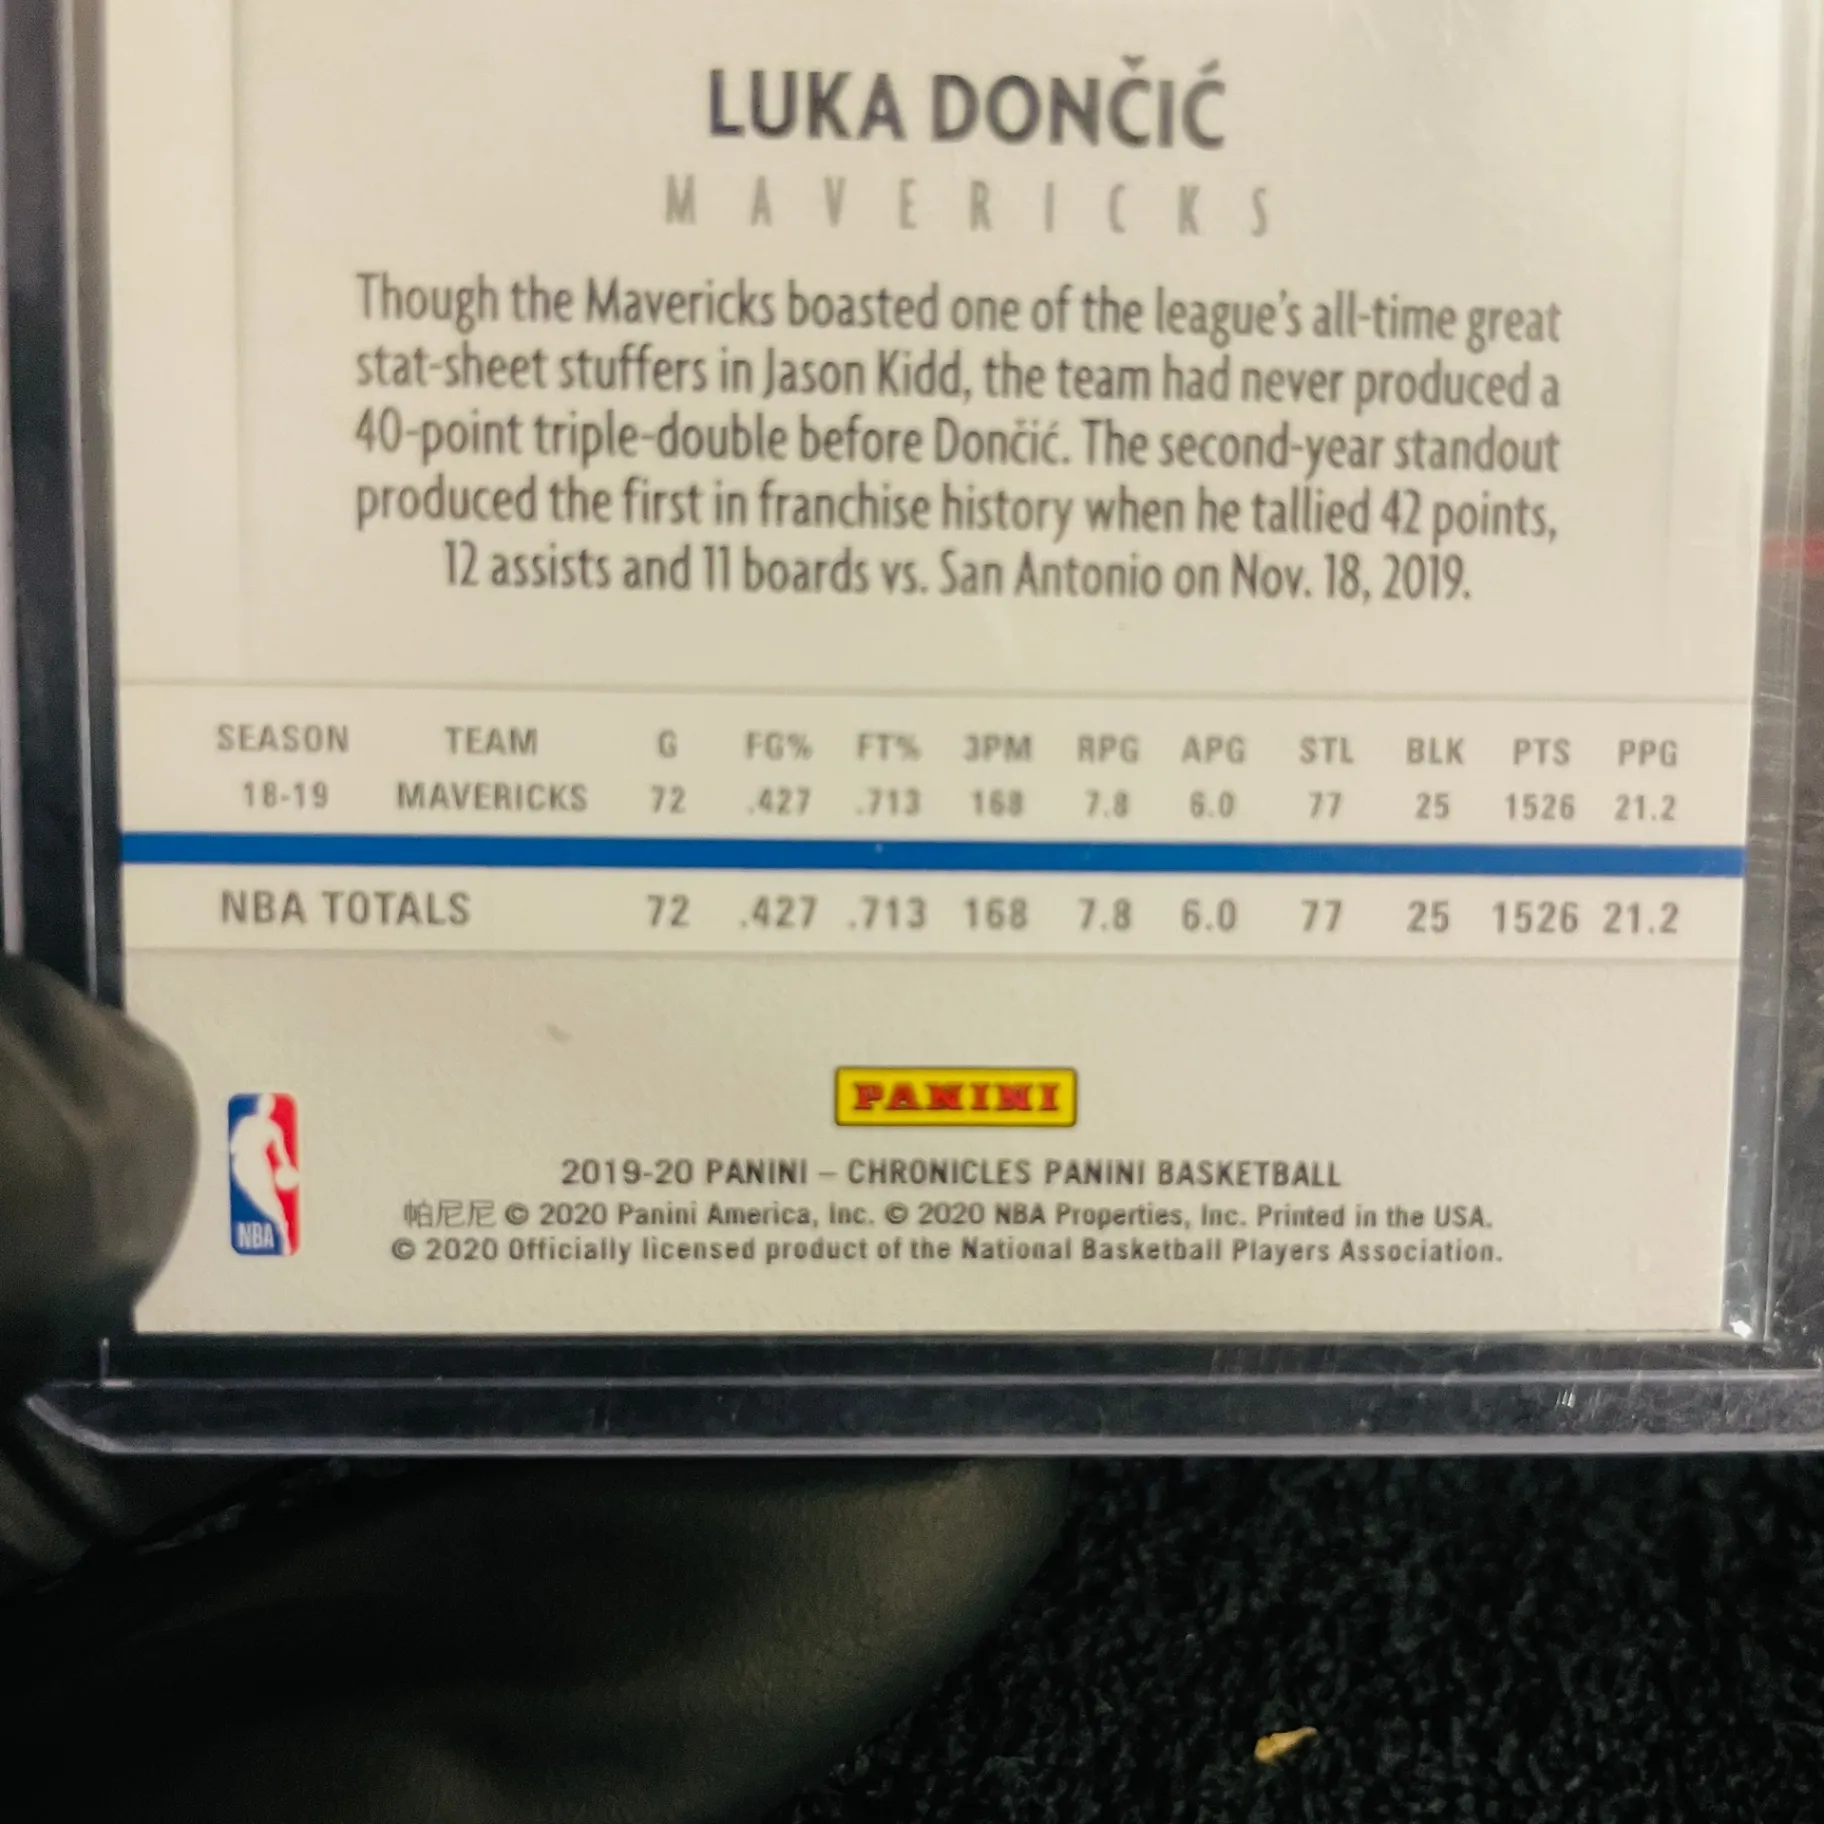 LUKA DONČIĆ
MAVERICKS
Though the Mavericks boasted one of the league's all-time great
stat-sheet stuffers in Jason Kidd, the team had never produced a
40-point triple-double before Dončić. The second-year standout
produced the first in franchise history when he tallied 42 points,
12 assists and 11 boards vs. San Antonio on Nov. 18, 2019.
SEASON TEAM G FG% FT% 3PM RPG APG STL BLK PTS PPG
18-19 MAVERICKS 72 .427 .713 168 7.8 6.0 77 25 1526 21.2
NBA TOTALS 72 .427 .713 168 7.8 6.0 77 25 1526 21.2
PANINI
2019-20 PANINI – CHRONICLES PANINI BASKETBALL
帕尼尼 © 2020 Panini America, Inc. © 2020 NBA Properties, Inc. Printed in the USA.
© 2020 Officially licensed product of the National Basketball Players Association.
NBA